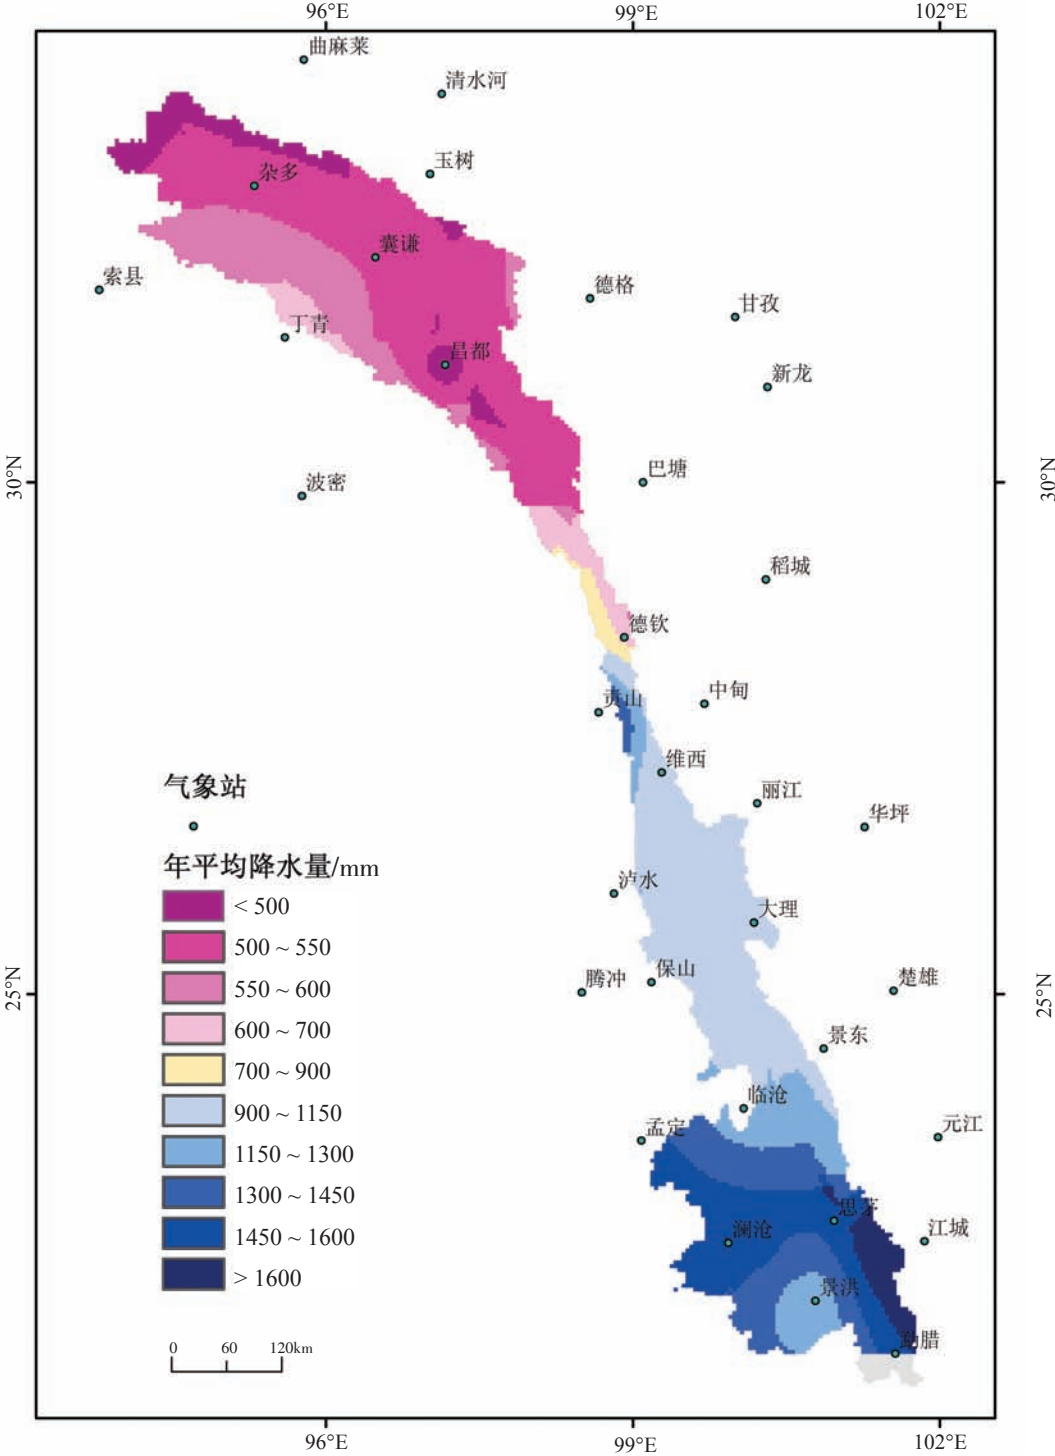 96°E
99°E
102°E
曲麻莱
清水河
玉树
杂多
囊谦
索县
德格
甘孜
丁青
昌都
新龙
30°N
巴塘
30°N
波密
稻城
德钦
中甸
贡山
维西
丽江
华坪
泸水
大理
保山
腾冲
楚雄
25°N
25°N
景东
临沧
孟定
元江
思茅
澜沧
江城
景洪
勐腊
气象站
年平均降水量/mm
< 500
500 ~ 550
550 ~ 600
600 ~ 700
700 ~ 900
900 ~ 1150
1150 ~ 1300
1300 ~ 1450
1450 ~ 1600
> 1600
0 60 120km
96°E
99°E
102°E